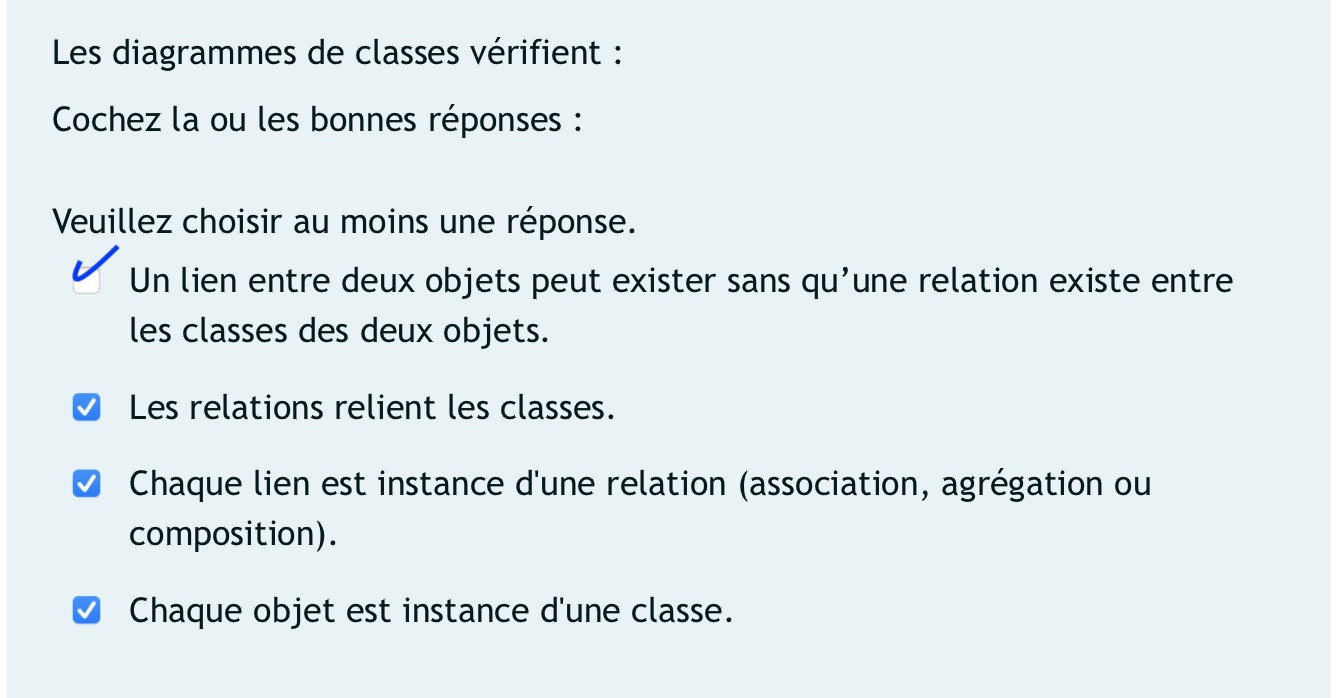 Les diagrammes de classes vérifient :
Cochez la ou les bonnes réponses :
Veuillez choisir au moins une réponse.
Un lien entre deux objets peut exister sans qu’une relation existe entre
les classes des deux objets.
Les relations relient les classes.
Chaque lien est instance d'une relation (association, agrégation ou
composition).
Chaque objet est instance d'une classe.